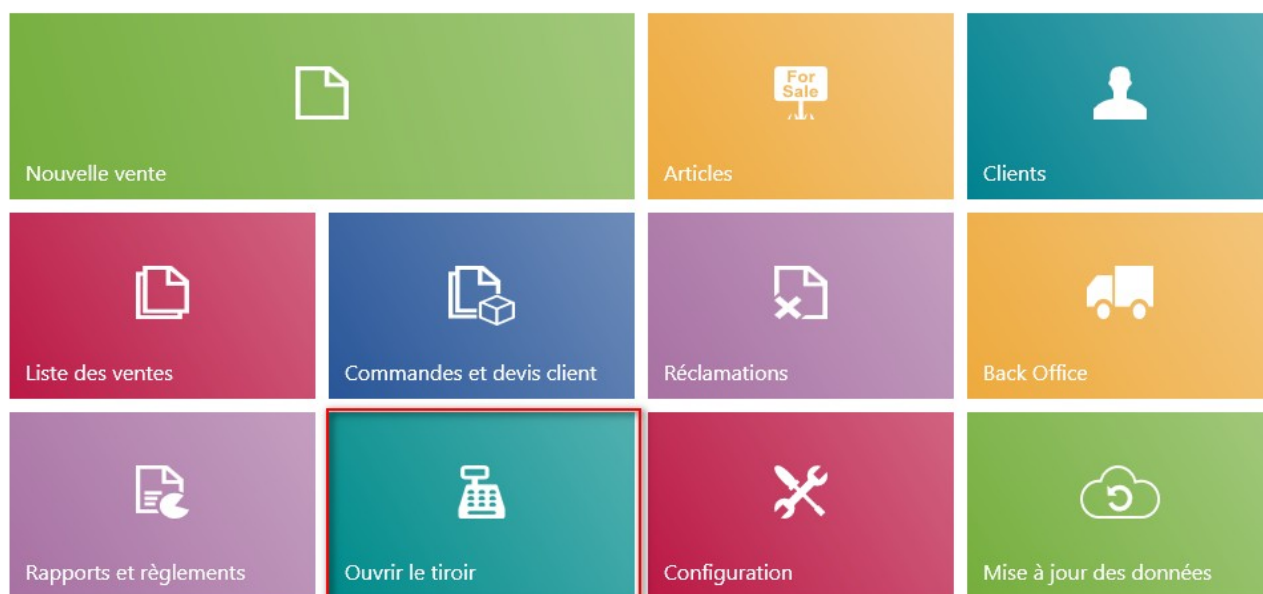 For
Sale
Nouvelle vente
Articles
Clients
Liste des ventes
Commandes et devis client
Réclamations
Back Office
Rapports et règlements
Ouvrir le tiroir
Configuration
Mise à jour des données